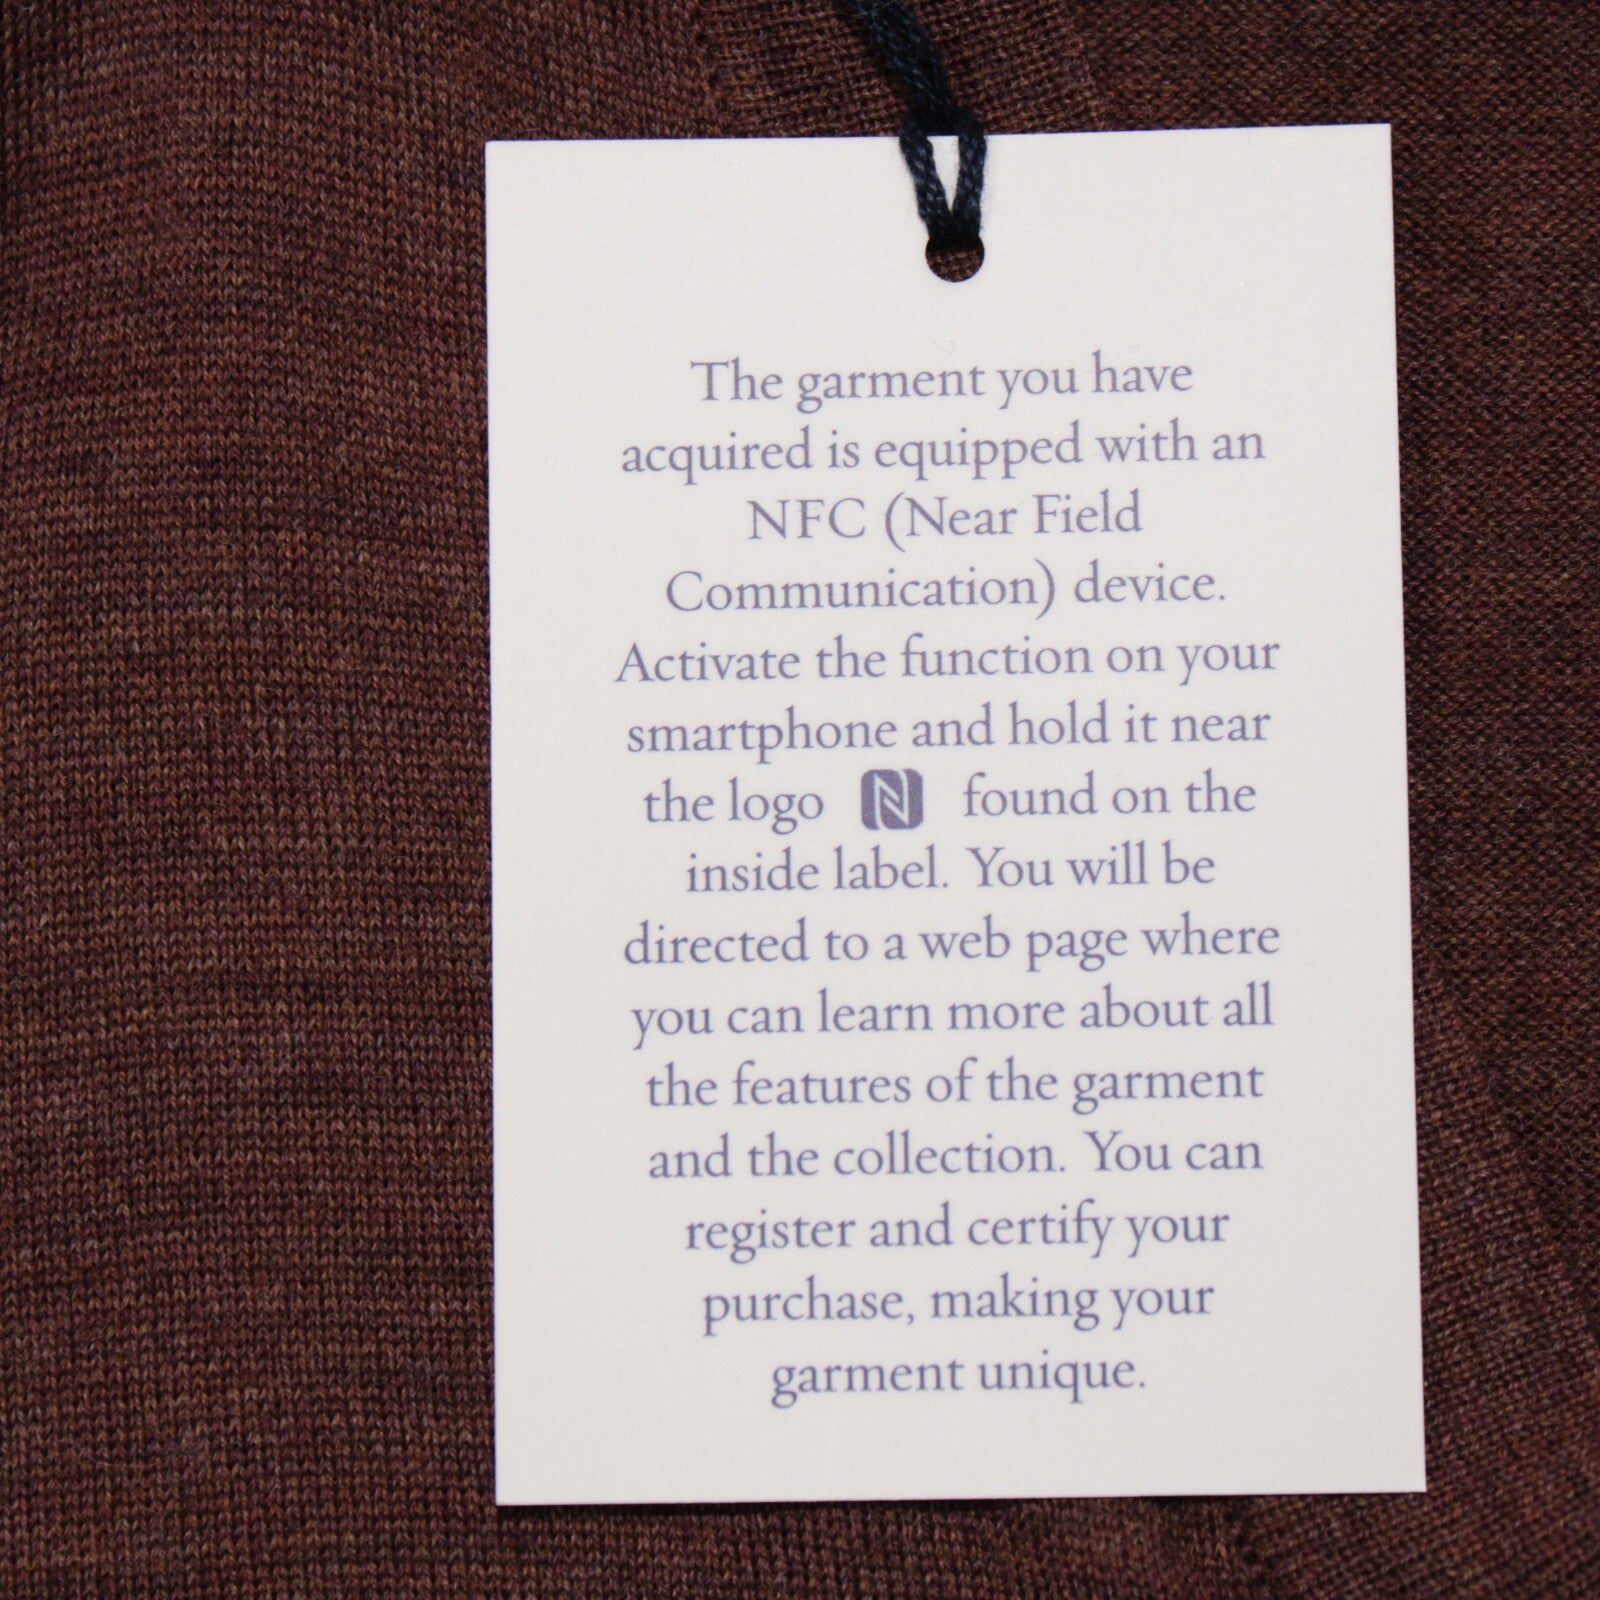 The garment you have
acquired is equipped with an
NFC (Near Field
Communication) device.
Activate the function on your
smartphone and hold it near
the logo N found on the
inside label. You will be
directed to a web page where
you can learn more about all
the features of the garment
and the collection. You can
register and certify your
purchase, making your
garment unique.